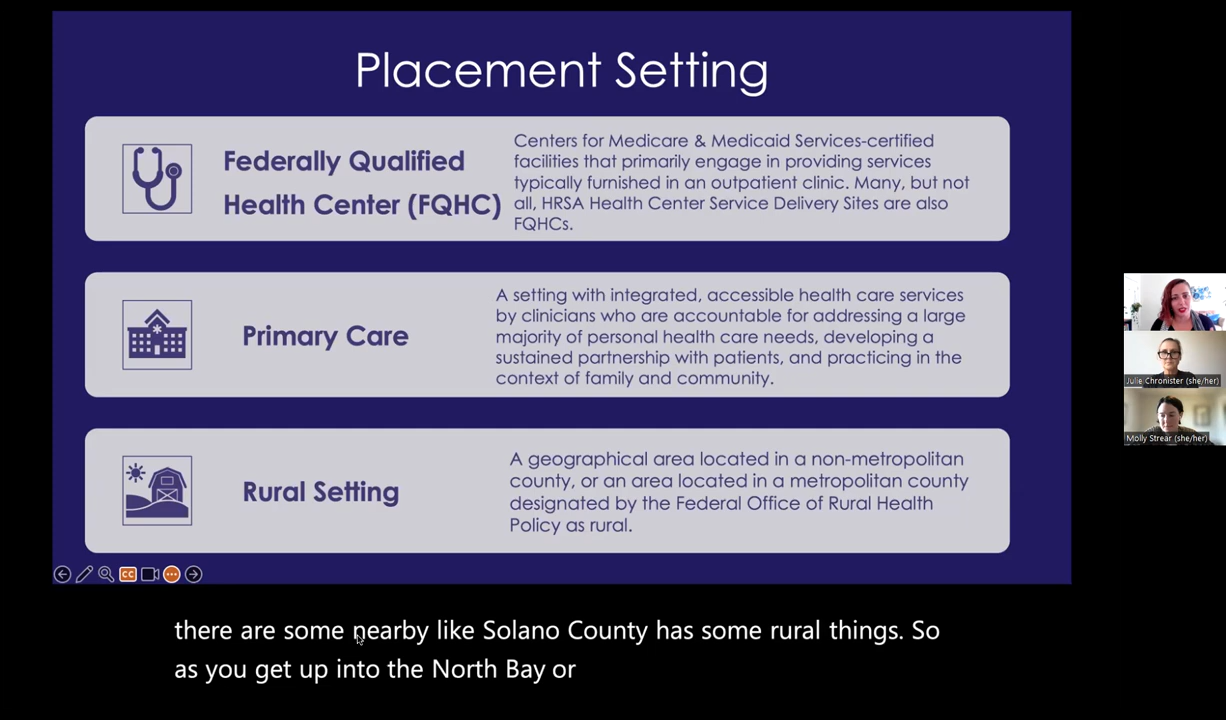 Placement Setting
Federally Qualified
Health Center (FQHC)
Centers for Medicare & Medicaid Services-certified
facilities that primarily engage in providing services
typically furnished in an outpatient clinic. Many, but not
all, HRSA Health Center Service Delivery Sites are also
FQHCs.
Primary Care
A setting with integrated, accessible health care services
by clinicians who are accountable for addressing a large
majority of personal health care needs, developing a
sustained partnership with patients, and practicing in the
context of family and community.
Rural Setting
A geographical area located in a non-metropolitan
county, or an area located in a metropolitan county
designated by the Federal Office of Rural Health
Policy as rural.
CC
Julie Chronister (she/her)
Molly Strear (she/her)
there are some nearby like Solano County has some rural things. So
as you get up into the North Bay or